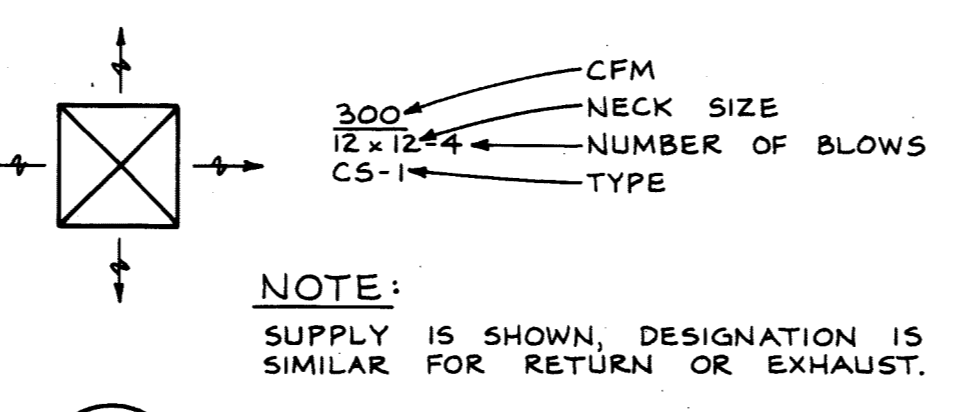 300
12 x 12-4
CS-1
CFM
NECK SIZE
NUMBER OF BLOWS
TYPE
NOTE:
SUPPLY IS SHOWN, DESIGNATION IS
SIMILAR FOR RETURN OR EXHAUST.